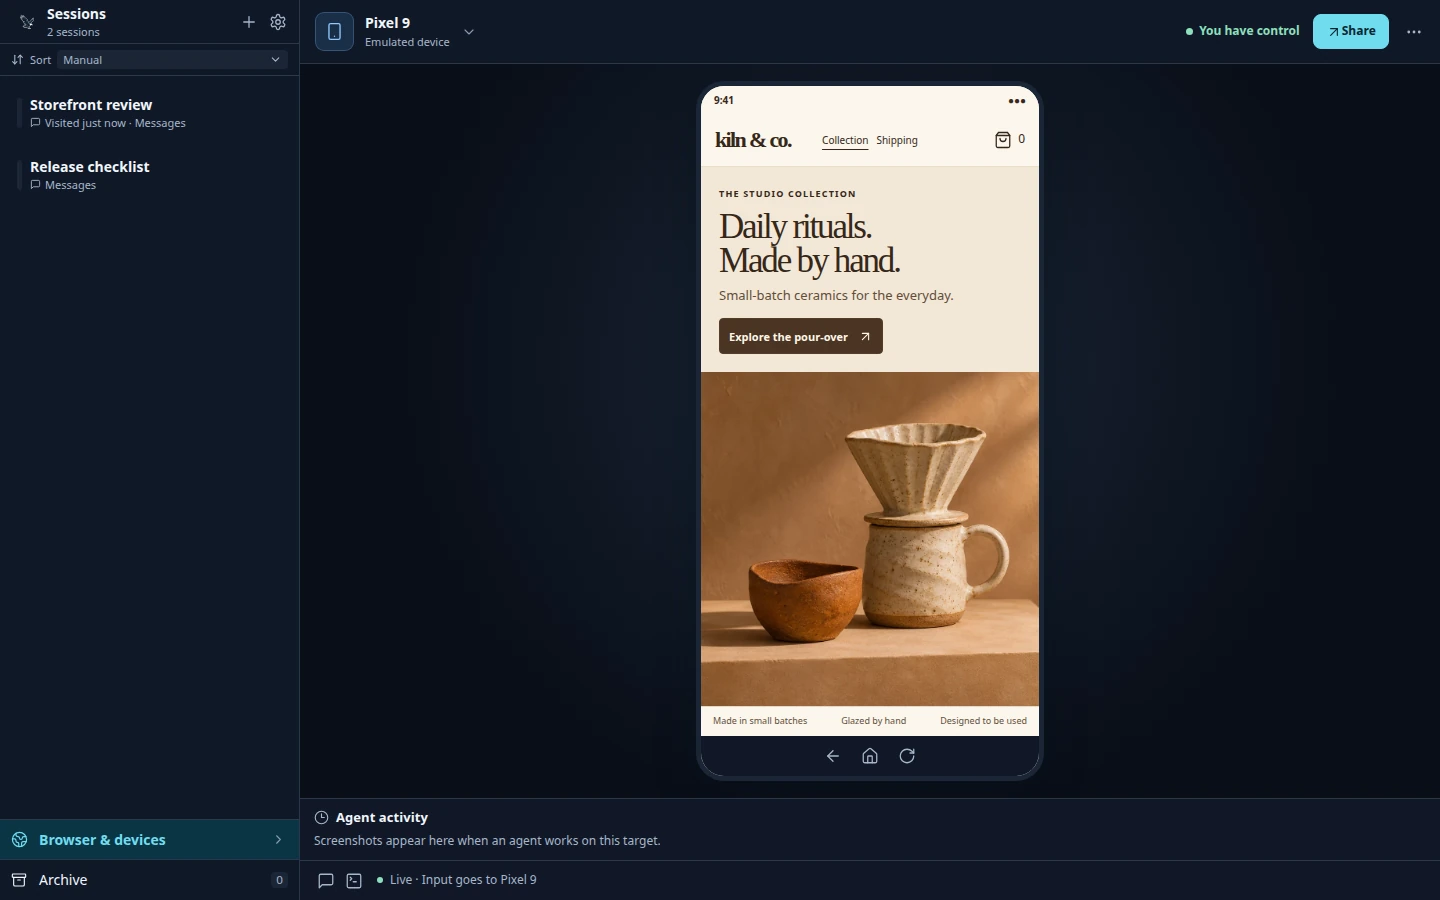 Sessions
2 sessions
Sort
Manual
Storefront review
Visited just now · Messages
Release checklist
Messages
Browser & devices
Archive
0
Pixel 9
Emulated device
You have control
Share
9:41
kiln & co.
Collection
Shipping
0
THE STUDIO COLLECTION
Daily rituals.
Made by hand.
Small-batch ceramics for the everyday.
Explore the pour-over
Made in small batches
Glazed by hand
Designed to be used
Agent activity
Screenshots appear here when an agent works on this target.
Live · Input goes to Pixel 9